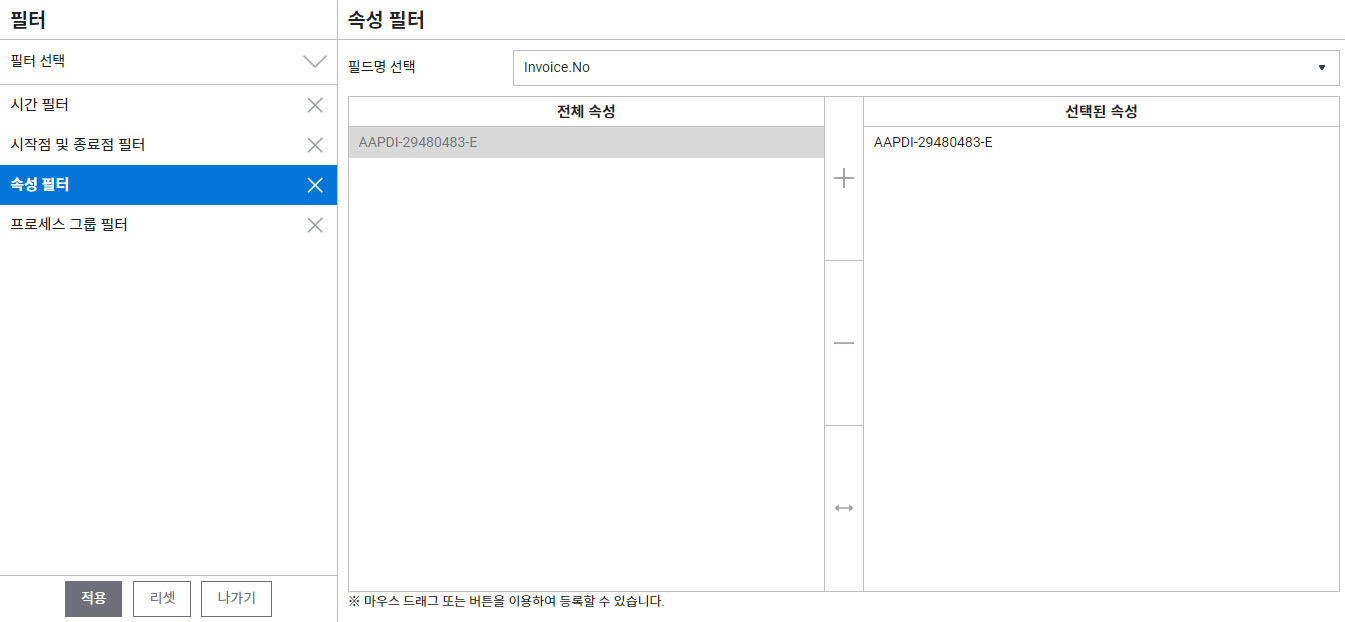 필터
필터 선택
시간 필터
시작점 및 종료점 필터
속성 필터
프로세스 그룹 필터
적용
리셋
나가기
속성 필터
필드명 선택
Invoice.No
전체 속성
AAPDI-29480483-E
선택된 속성
AAPDI-29480483-E
※ 마우스 드래그 또는 버튼을 이용하여 등록할 수 있습니다.